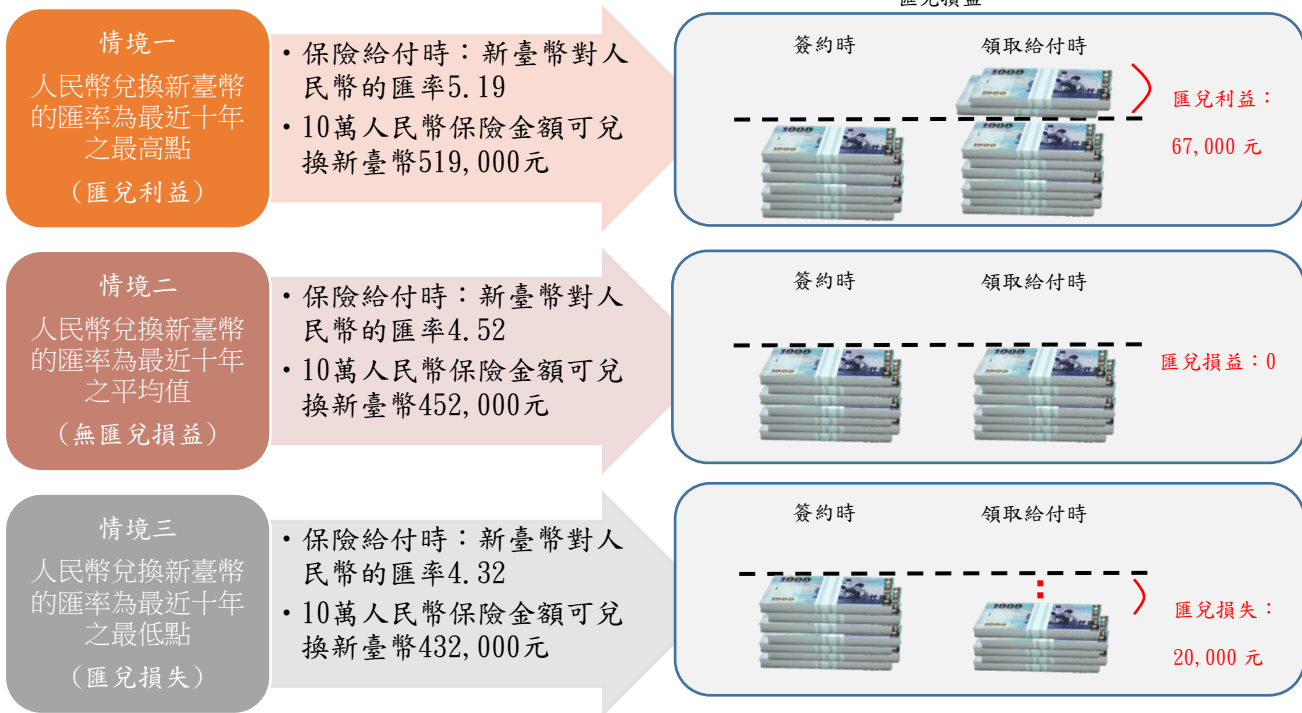 匯兌損益
情境一
人民幣兌換新臺幣
的匯率為最近十年
之最高點
(匯兌利益)
•保險給付時：新臺幣對人
民幣的匯率5.19
•10萬人民幣保險金額可兌
換新臺幣519,000元
簽約時
領取給付時
匯兌利益：
67,000 元
情境二
人民幣兌換新臺幣
的匯率為最近十年
之平均值
(無匯兌損益)
•保險給付時：新臺幣對人
民幣的匯率4.52
•10萬人民幣保險金額可兌
換新臺幣452,000元
簽約時
領取給付時
匯兌損益：0
情境三
人民幣兌換新臺幣
的匯率為最近十年
之最低點
(匯兌損失)
•保險給付時：新臺幣對人
民幣的匯率4.32
•10萬人民幣保險金額可兌
換新臺幣432,000元
簽約時
領取給付時
匯兌損失：
20,000 元